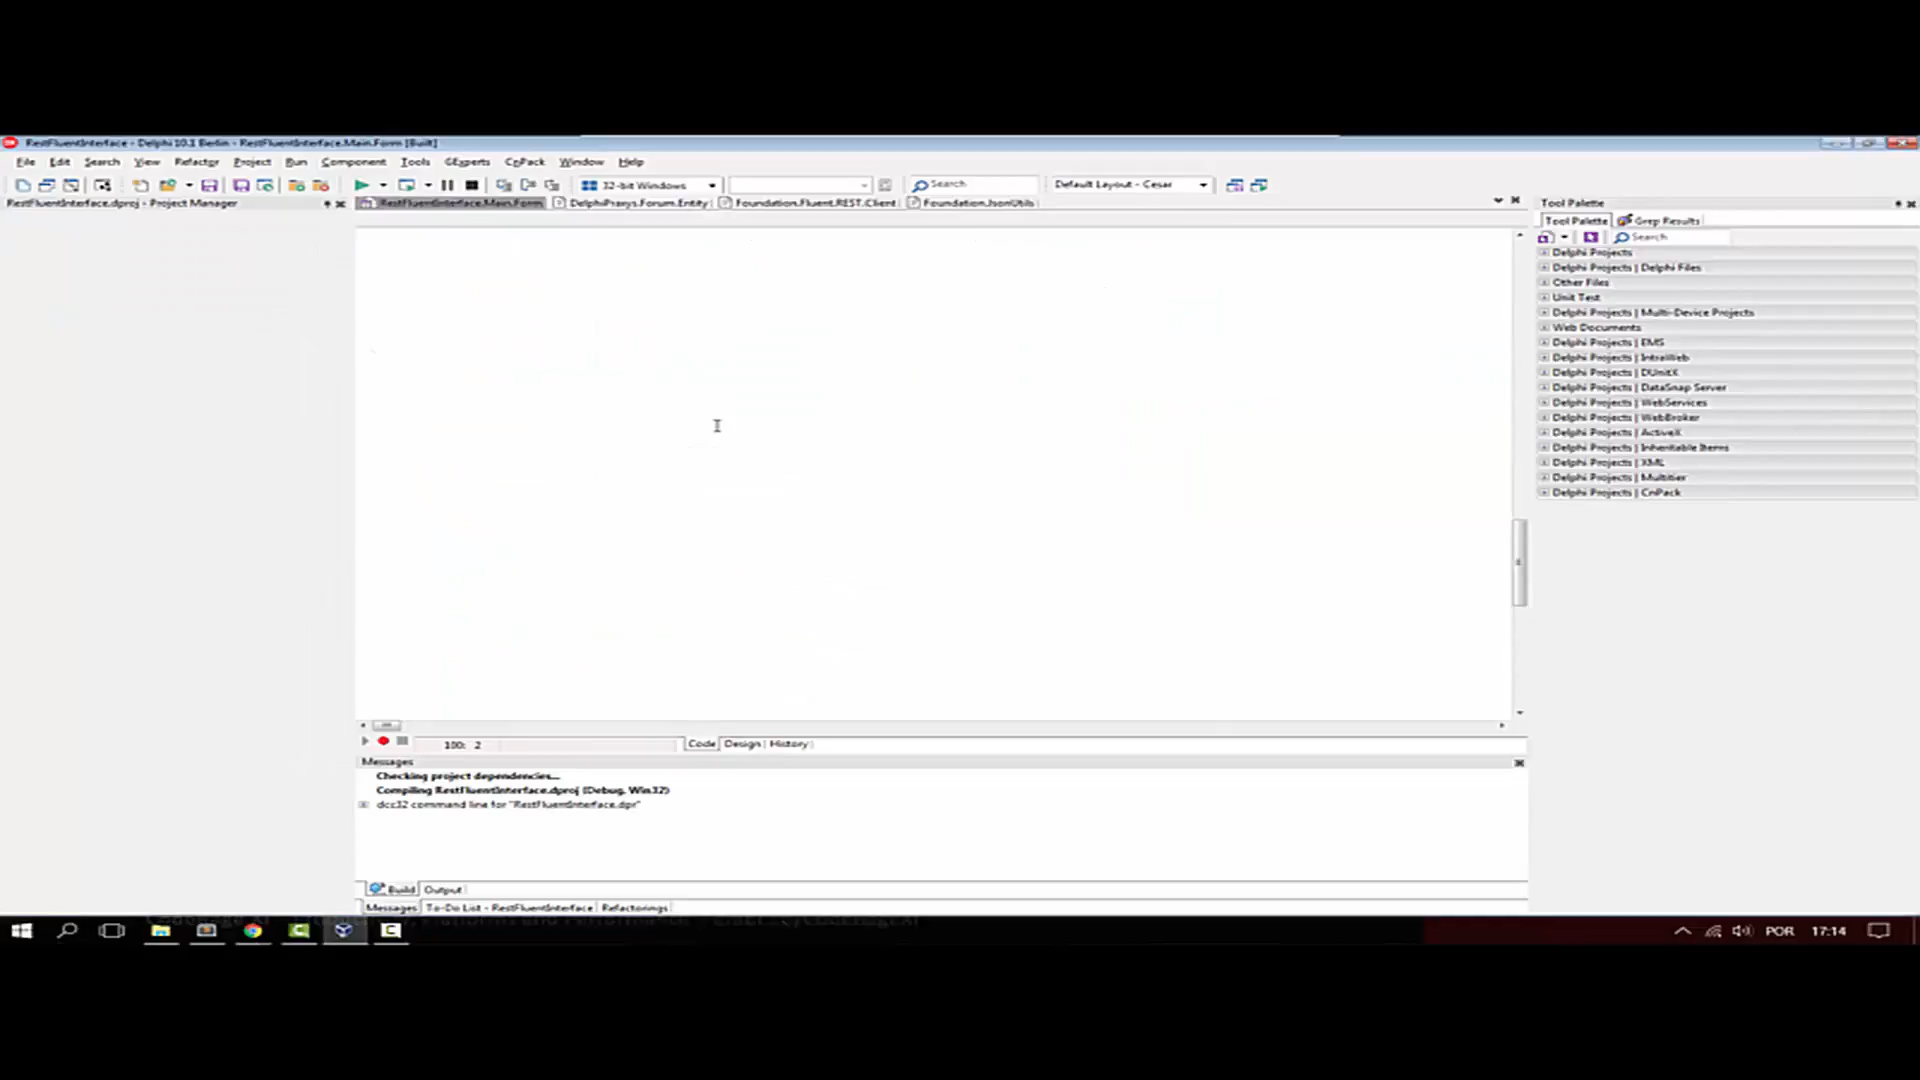 RestFluentInterface - Delphi 10.1 Berlin - RestFluentInterface.Main.Form [Built]
File Edit Search View Refactor Project Run Component Tools GExperts CnPack Window Help
32-bit Windows Search Default Layout - Cesar
RestFluentInterface.dproj - Project Manager
RestFluentInterface.Main.Form DelphiPraxys.Forum.Entity Foundation.Fluent.REST.Client Foundation.JsonUtils
Tool Palette
Tool Palette Grep Results
Search
Delphi Projects
Delphi Projects | Delphi Files
Other Files
Unit Test
Delphi Projects | Multi-Device Projects
Web Documents
Delphi Projects | EMS
Delphi Projects | IntraWeb
Delphi Projects | DUnitX
Delphi Projects | DataSnap Server
Delphi Projects | WebServices
Delphi Projects | WebBroker
Delphi Projects | ActiveX
Delphi Projects | Inheritable Items
Delphi Projects | XML
Delphi Projects | Multitier
Delphi Projects | CnPack
100: 2 Code Design History
Messages
Checking project dependencies...
Compiling RestFluentInterface.dproj (Debug, Win32)
dcc32 command line for "RestFluentInterface.dpr"
Build Output
Messages To-Do List - RestFluentInterface Refactorings
POR 17:14